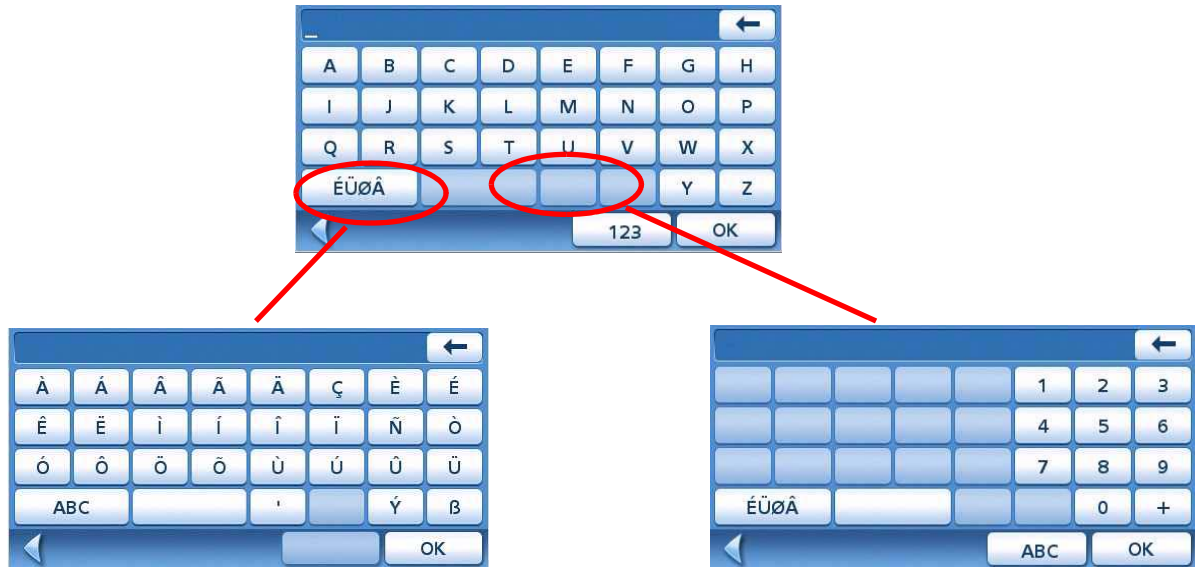 _ ←
A B C D E F G H
I J K L M N O P
Q R S T U V W X
ÉÜØÂ Y Z
123 OK
←
À Á Â Ã Ä Ç È É
Ê Ë Ì Í Î Ï Ñ Ò
Ó Ô Ö Õ Ù Ú Û Ü
ABC ' Ý ß
OK
←
1 2 3
4 5 6
7 8 9
ÉÜØÂ 0 +
ABC OK